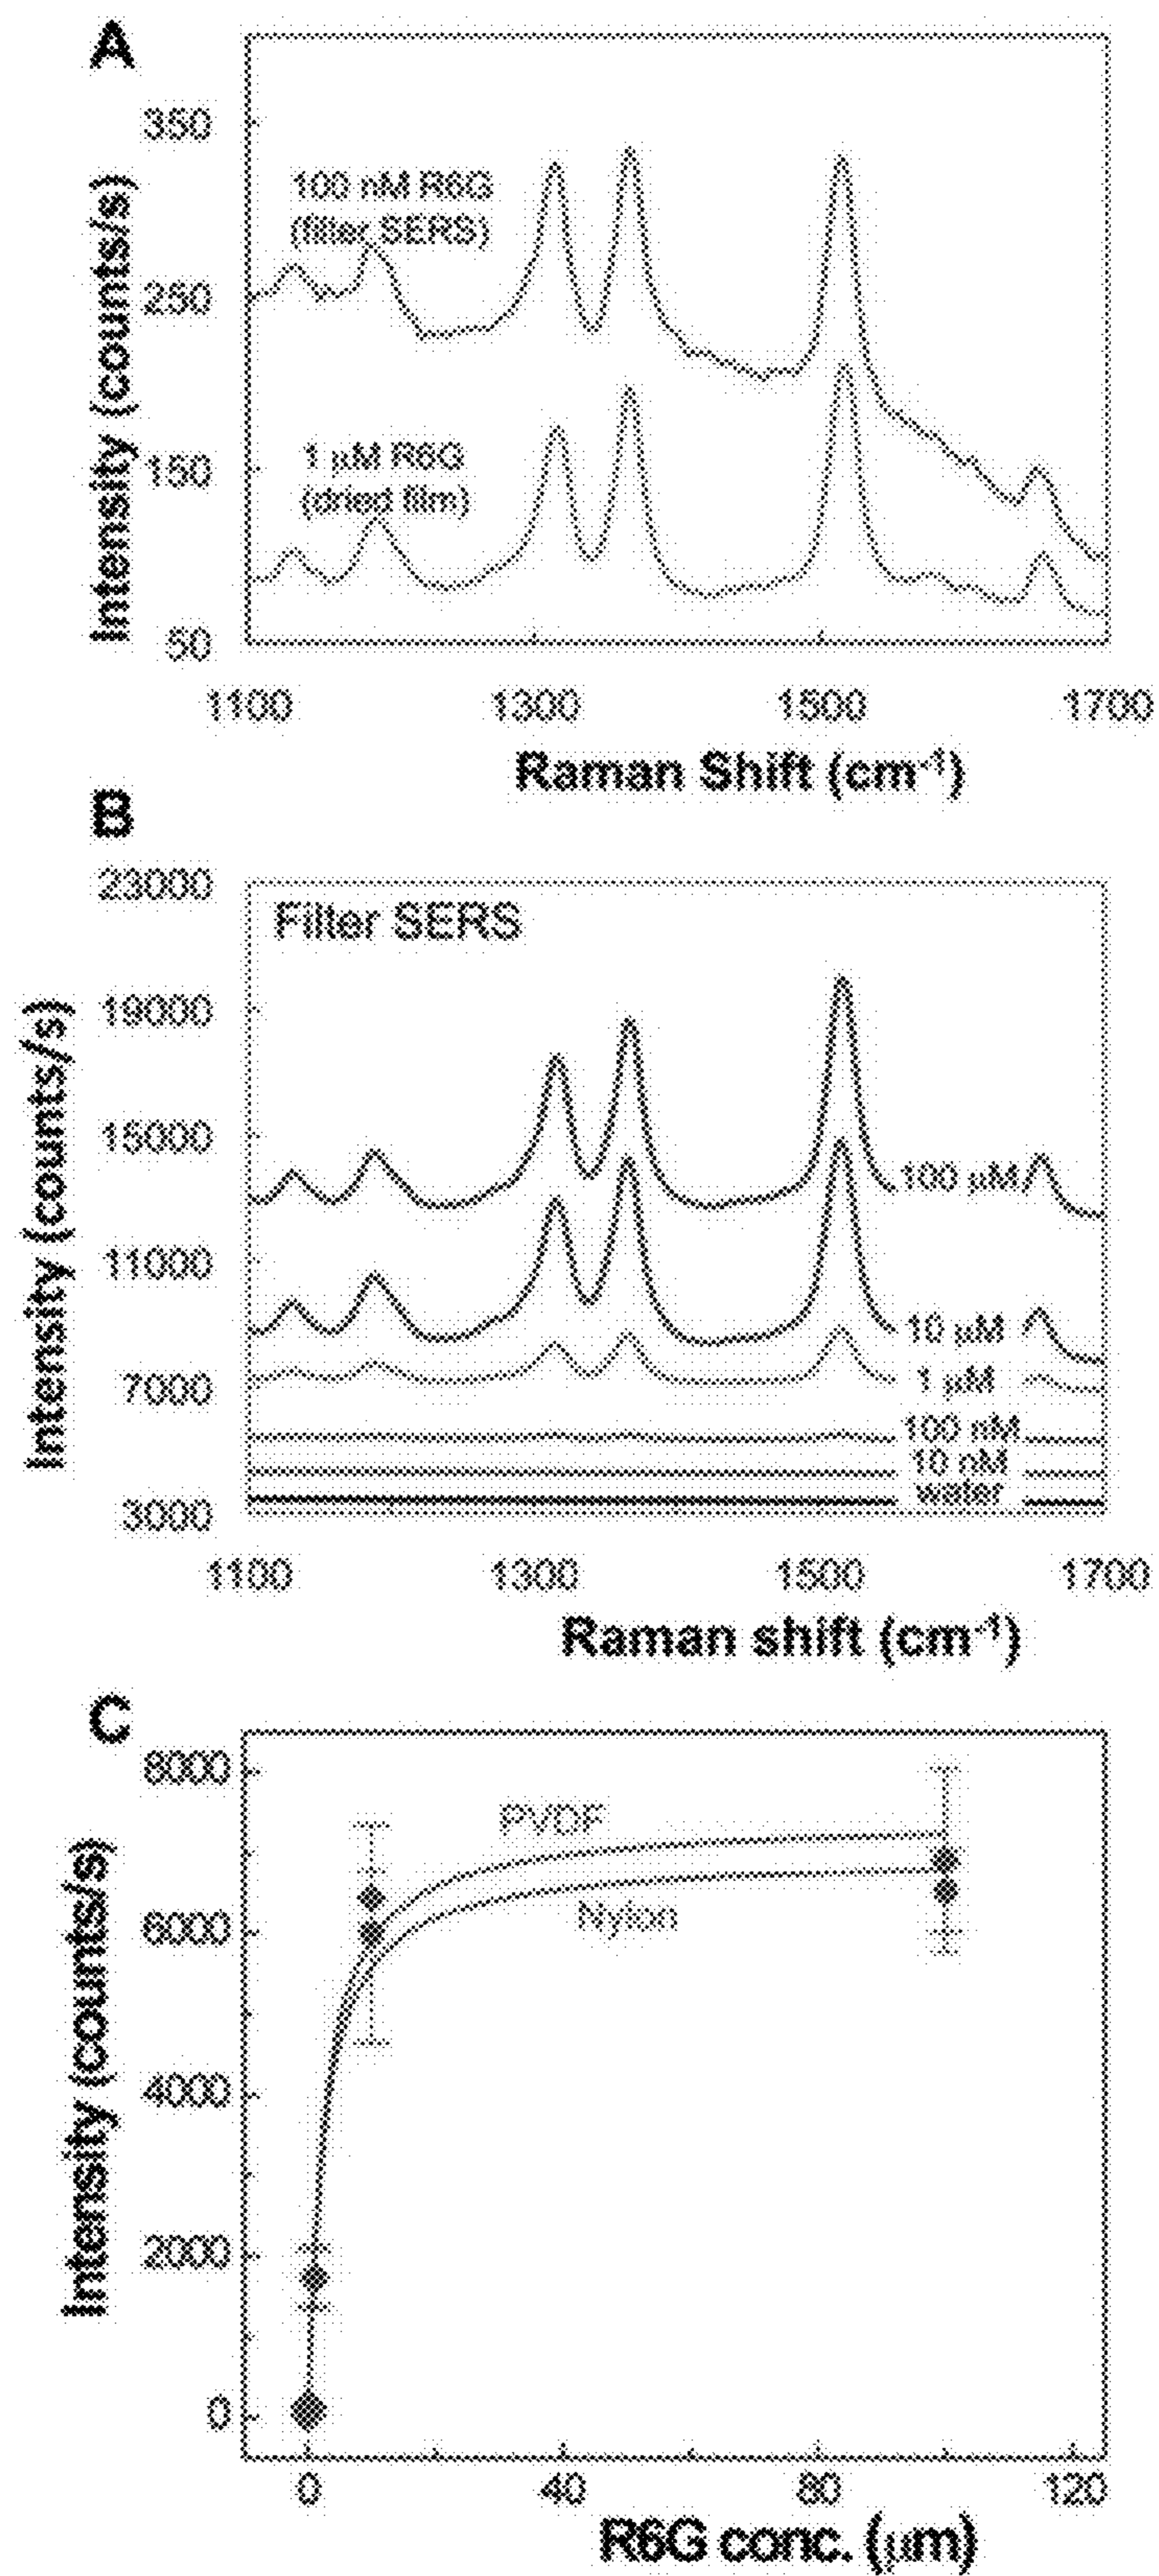 A
350
250
150
50
Intensity (counts/s)
100 nM R6G
(filter SERS)
1 μM R6G
(dried film)
1100 1300 1500 1700
Raman Shift (cm-1)
B
23000
19000
15000
11000
7000
3000
Intensity (counts/s)
Filter SERS
100 μM
10 μM
1 μM
100 nM
10 nM
water
1100 1300 1500 1700
Raman shift (cm-1)
C
8000
6000
4000
2000
0
Intensity (counts/s)
PVDF
Nylon
0 40 80 120
R6G conc. (μm)